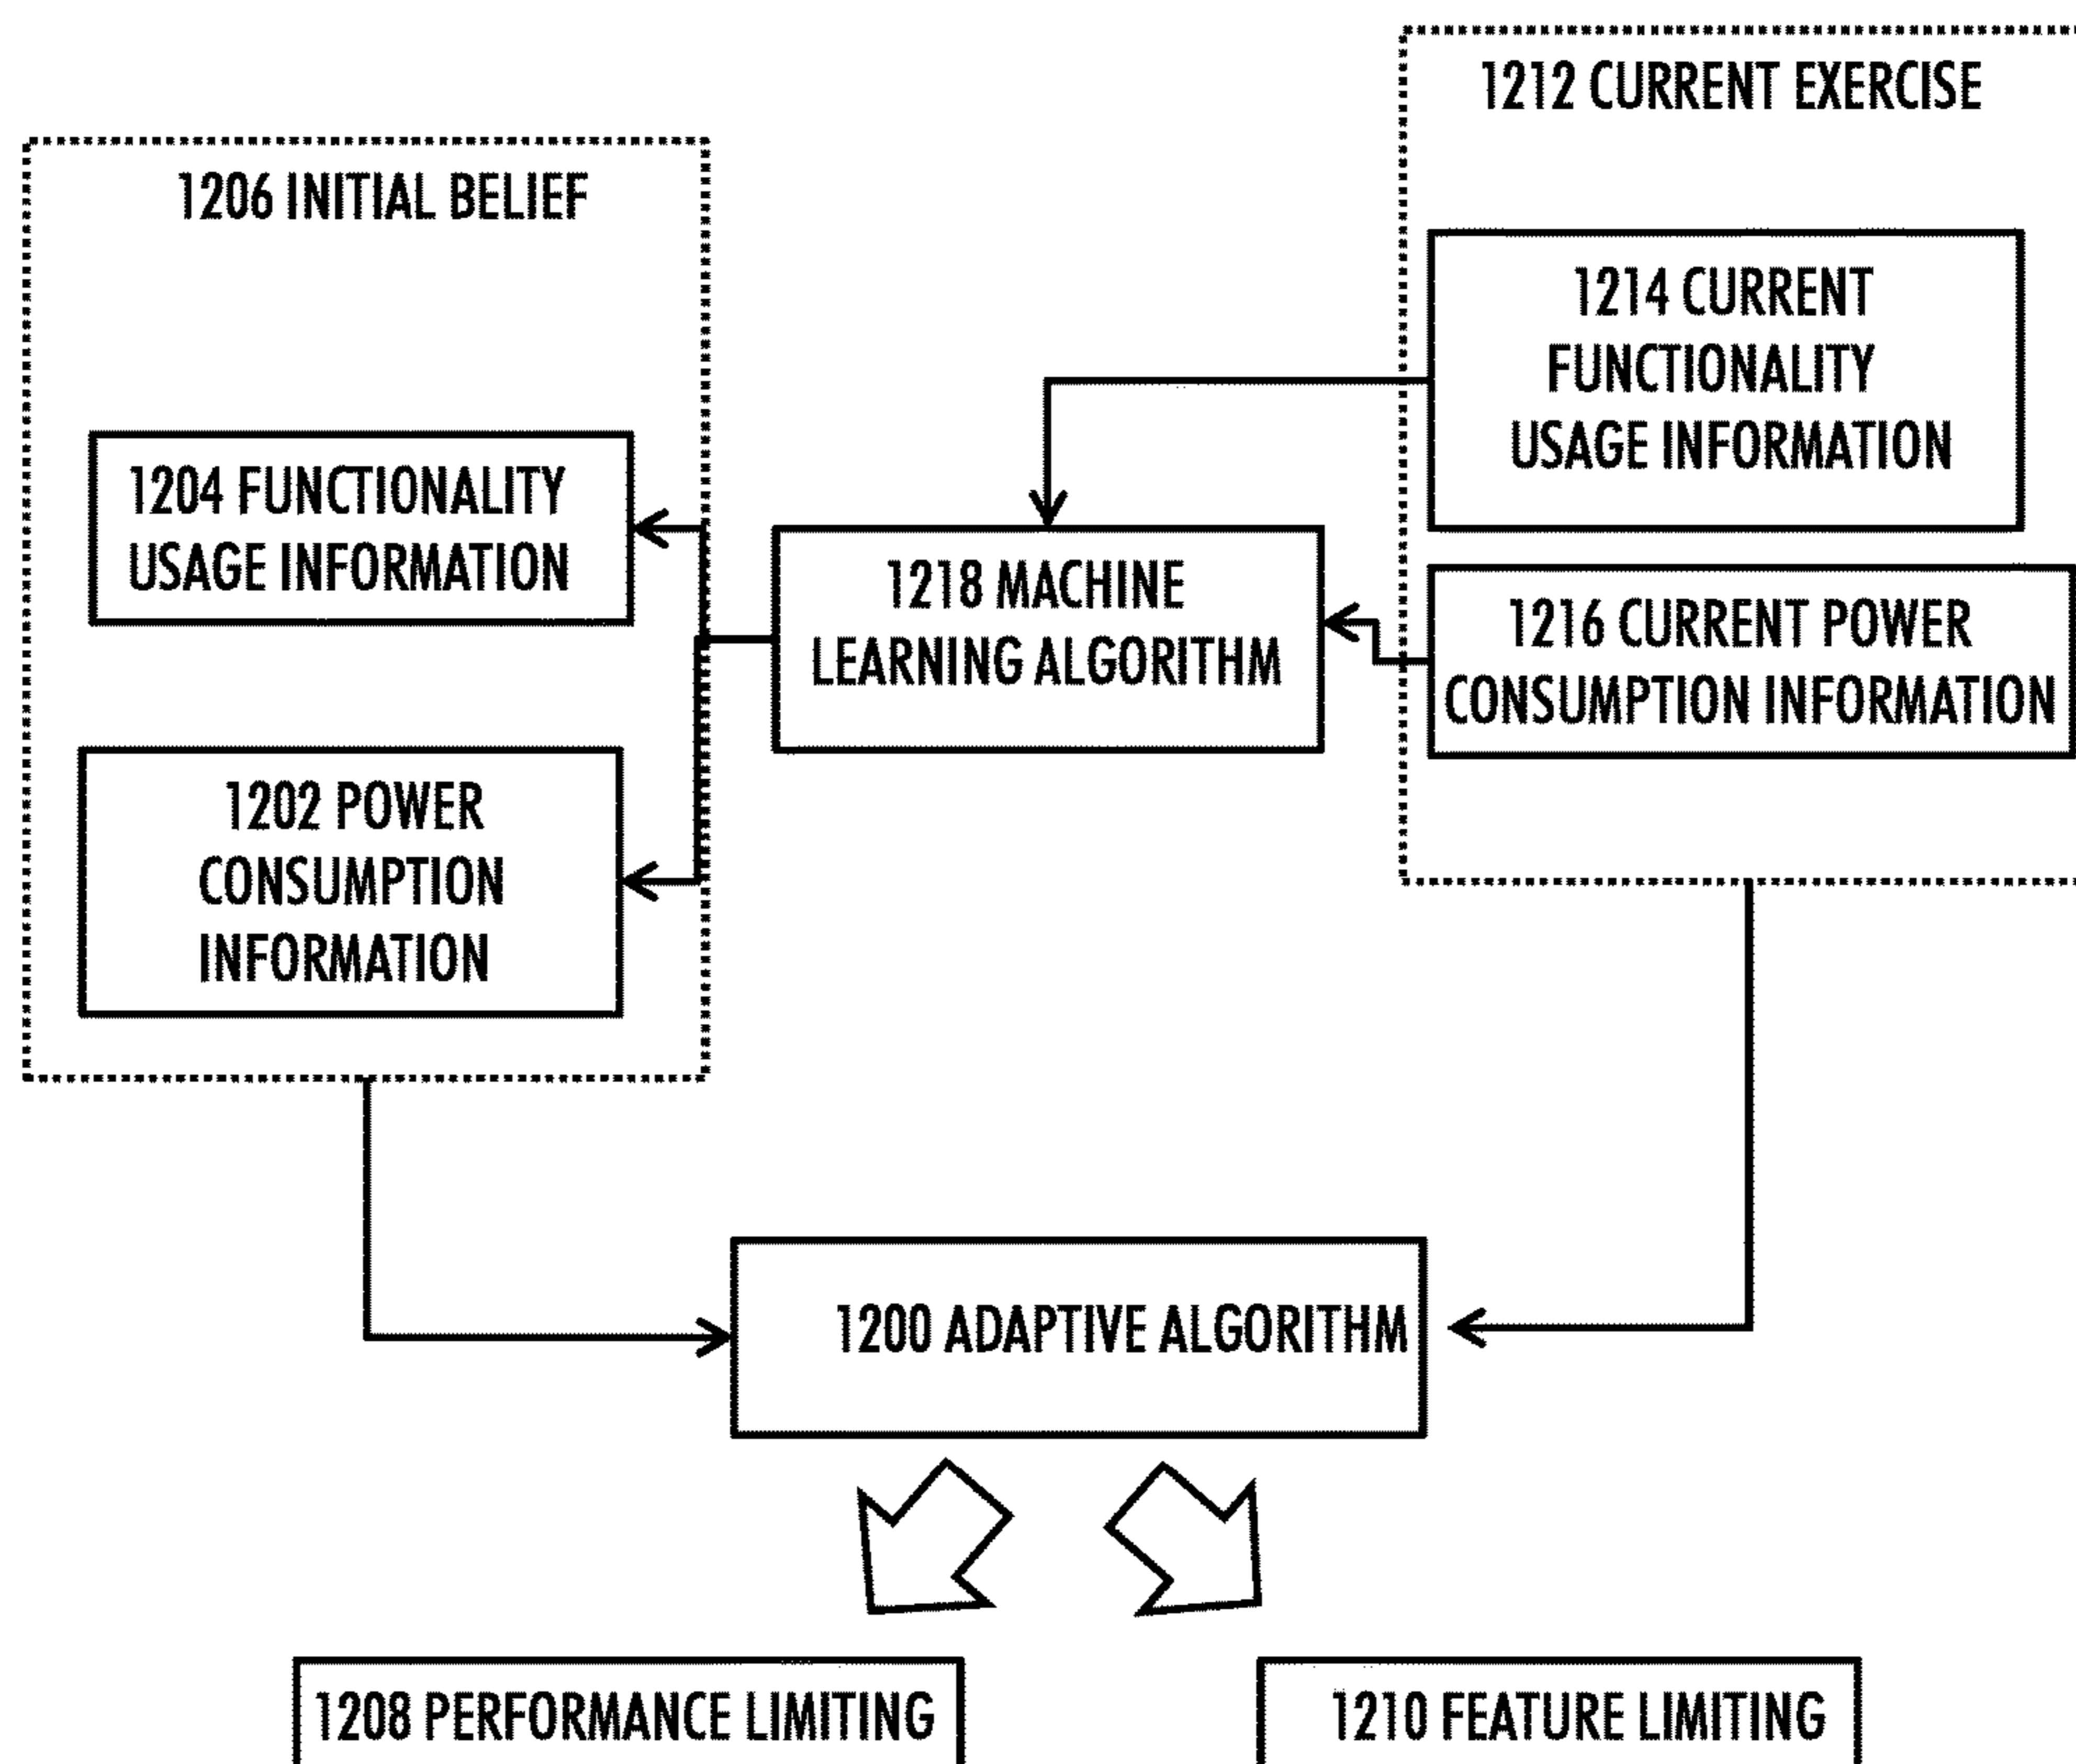 1212 CURRENT EXERCISE
1206 INITIAL BELIEF
1214 CURRENT
FUNCTIONALITY
USAGE INFORMATION
1204 FUNCTIONALITY
USAGE INFORMATION
1218 MACHINE
LEARNING ALGORITHM
1216 CURRENT POWER
CONSUMPTION INFORMATION
1202 POWER
CONSUMPTION
INFORMATION
1200 ADAPTIVE ALGORITHM
1208 PERFORMANCE LIMITING
1210 FEATURE LIMITING